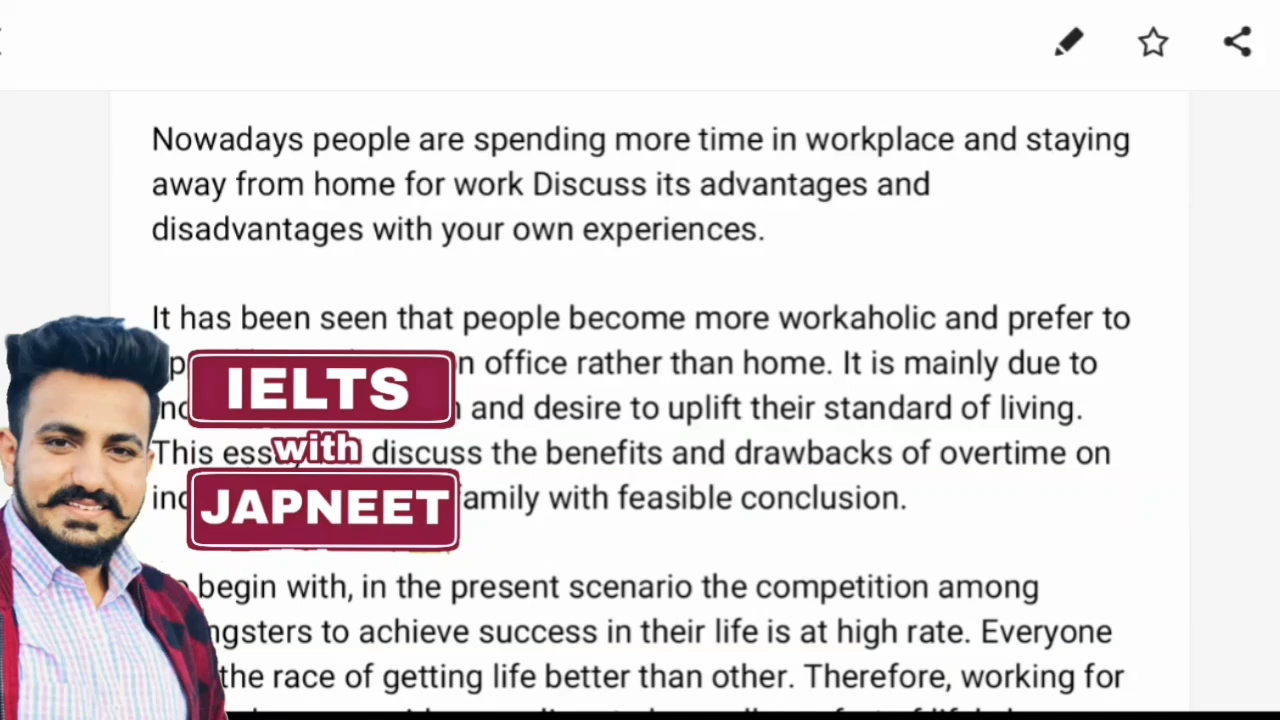 Nowadays people are spending more time in workplace and staying
away from home for work Discuss its advantages and
disadvantages with your own experiences.
It has been seen that people become more workaholic and prefer to
office rather than home. It is mainly due to
and desire to uplift their standard of living.
This discuss the benefits and drawbacks of overtime on
family with feasible conclusion.
IELTS
with
JAPNEET
begin with, in the present scenario the competition among
to achieve success in their life is at high rate. Everyone
the race of getting life better than other. Therefore, working for